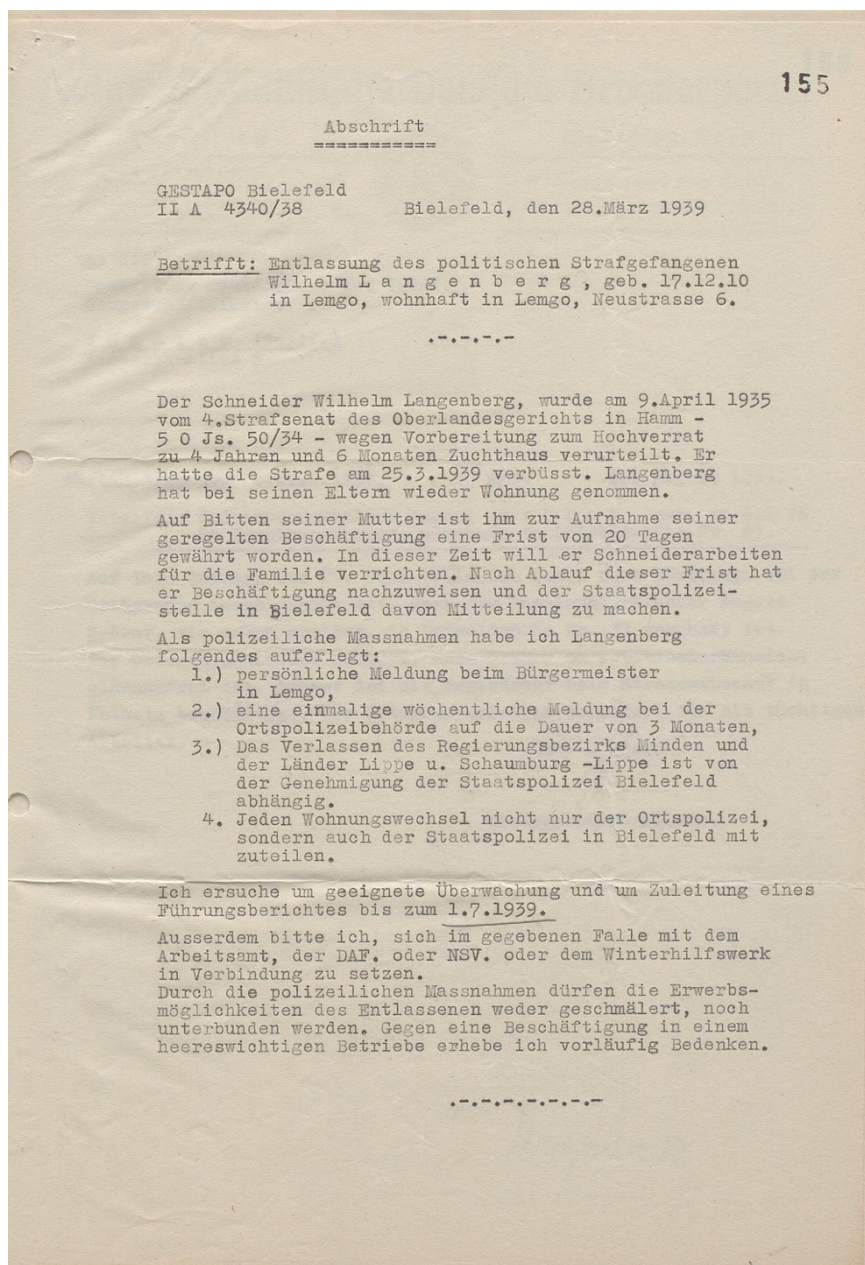 155
Abschrift
===========
GESTAPO Bielefeld
II A 4340/38 Bielefeld, den 28.März 1939
Betrifft: Entlassung des politischen Strafgefangenen
Wilhelm L a n g e n b e r g , geb. 17.12.10
in Lemgo, wohnhaft in Lemgo, Neustrasse 6.
.-.-.-.-
Der Schneider Wilhelm Langenberg, wurde am 9.April 1935
vom 4.Strafsenat des Oberlandesgerichts in Hamm -
5 O Js. 50/34 - wegen Vorbereitung zum Hochverrat
zu 4 Jahren und 6 Monaten Zuchthaus verurteilt. Er
hatte die Strafe am 25.3.1939 verbüsst. Langenberg
hat bei seinen Eltern wieder Wohnung genommen.
Auf Bitten seiner Mutter ist ihm zur Aufnahme seiner
geregelten Beschäftigung eine Frist von 20 Tagen
gewährt worden. In dieser Zeit will er Schneiderarbeiten
für die Familie verrichten. Nach Ablauf dieser Frist hat
er Beschäftigung nachzuweisen und der Staatspolizei-
stelle in Bielefeld davon Mitteilung zu machen.
Als polizeiliche Massnahmen habe ich Langenberg
folgendes auferlegt:
1.) persönliche Meldung beim Bürgermeister
in Lemgo,
2.) eine einmalige wöchentliche Meldung bei der
Ortspolizeibehörde auf die Dauer von 3 Monaten,
3.) Das Verlassen des Regierungsbezirks Minden und
der Länder Lippe u. Schaumburg -Lippe ist von
der Genehmigung der Staatspolizei Bielefeld
abhängig.
4. Jeden Wohnungswechsel nicht nur der Ortspolizei,
sondern auch der Staatspolizei in Bielefeld mit
zuteilen.
Ich ersuche um geeignete Überwachung und um Zuleitung eines
Führungsberichtes bis zum 1.7.1939.
Ausserdem bitte ich, sich im gegebenen Falle mit dem
Arbeitsamt, der DAF. oder NSV. oder dem Winterhilfswerk
in Verbindung zu setzen.
Durch die polizeilichen Massnahmen dürfen die Erwerbs-
möglichkeiten des Entlassenen weder geschmälert, noch
unterbunden werden. Gegen eine Beschäftigung in einem
heereswichtigen Betriebe erhebe ich vorläufig Bedenken.
.-.-.-.-.-.-.-